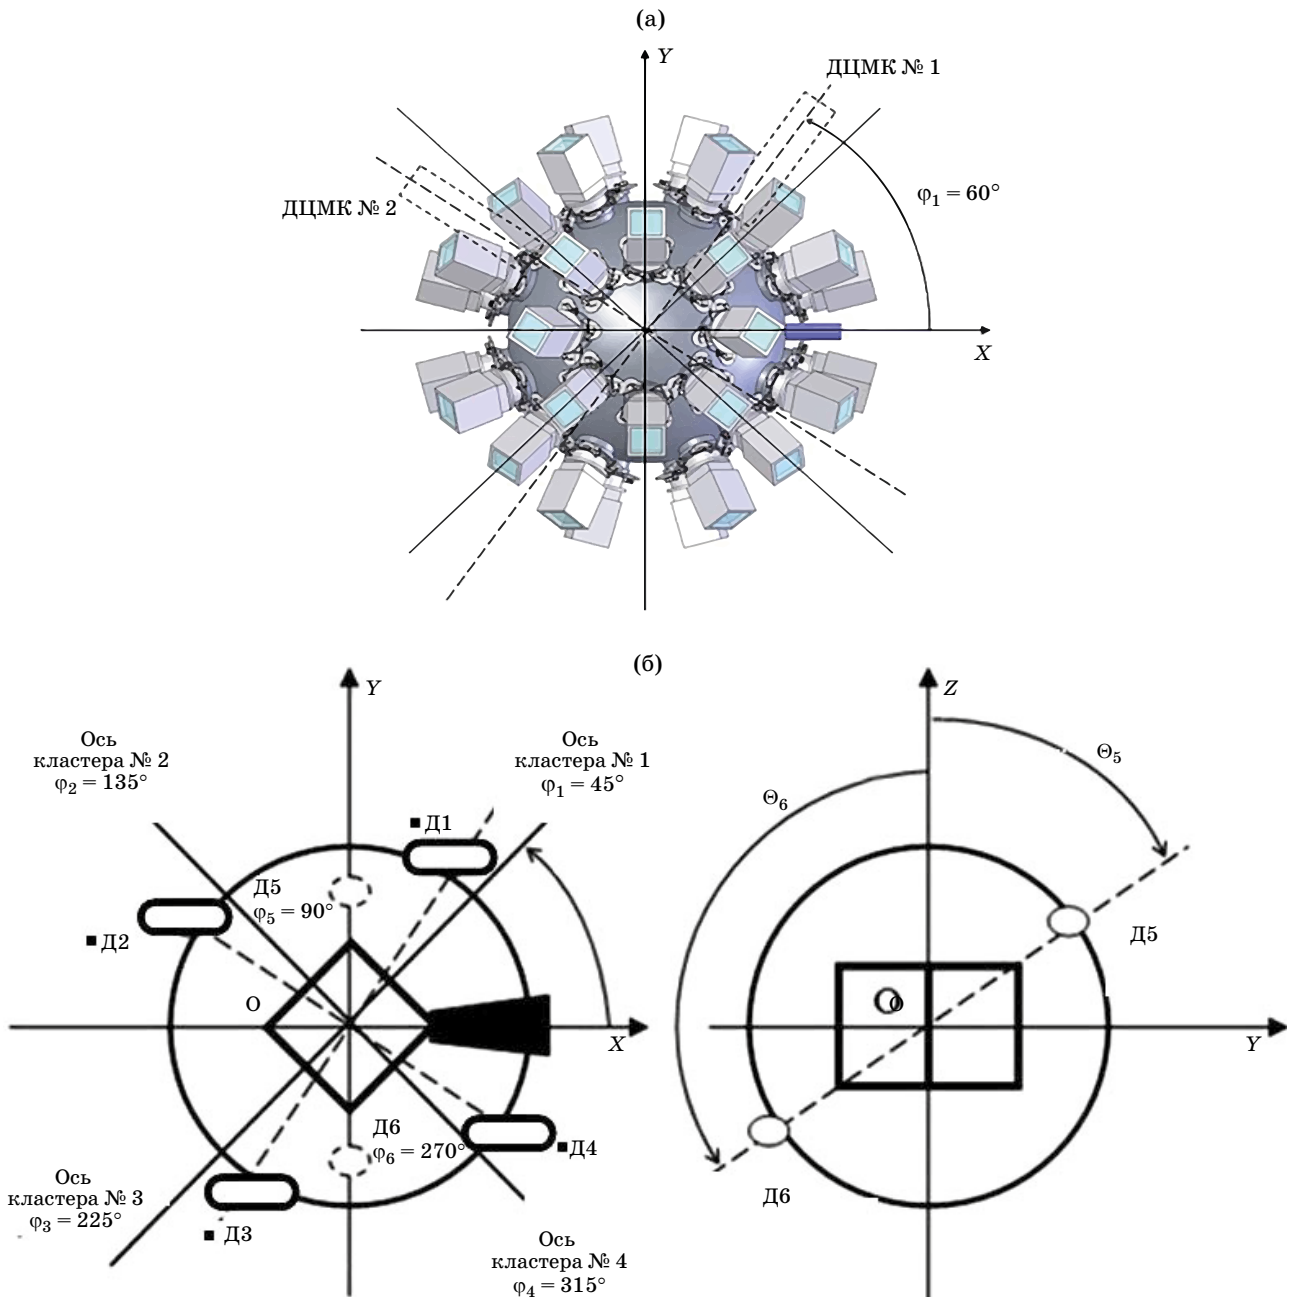 (а)
Y
ДЦМК № 1
φ₁ = 60°
ДЦМК № 2
X
(б)
Y
Z
Ось
кластера № 2
φ₂ = 135°
Ось
кластера № 1
φ₁ = 45°
Θ₅
Θ₆
Д1
Д5
φ₅ = 90°
Д2
Д5
О
О
X
Y
Д6
φ₆ = 270°
Д4
Ось
кластера № 3
φ₃ = 225°
Д6
Д3
Ось
кластера № 4
φ₄ = 315°